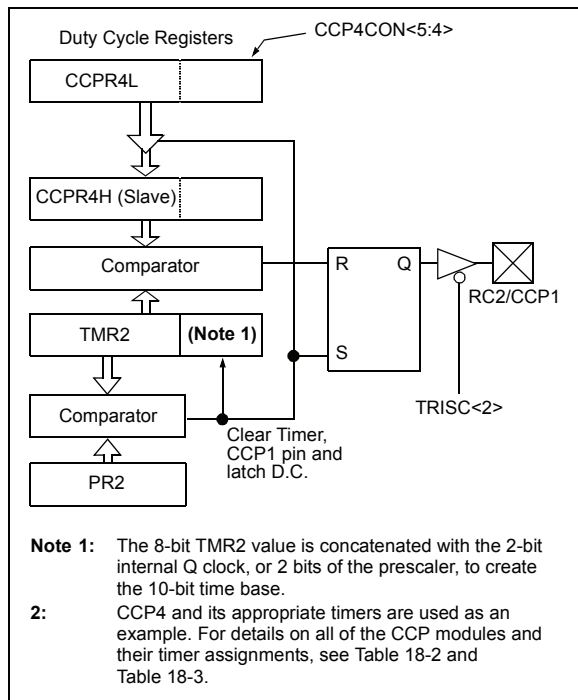 Duty Cycle Registers
CCP4CON<5:4>
CCPR4L
CCPR4H (Slave)
Comparator
R
Q
RC2/CCP1
TMR2
(Note 1)
S
TRISC<2>
Comparator
Clear Timer,
CCP1 pin and
latch D.C.
PR2
Note 1: The 8-bit TMR2 value is concatenated with the 2-bit
internal Q clock, or 2 bits of the prescaler, to create
the 10-bit time base.
2: CCP4 and its appropriate timers are used as an
example. For details on all of the CCP modules and
their timer assignments, see Table 18-2 and
Table 18-3.